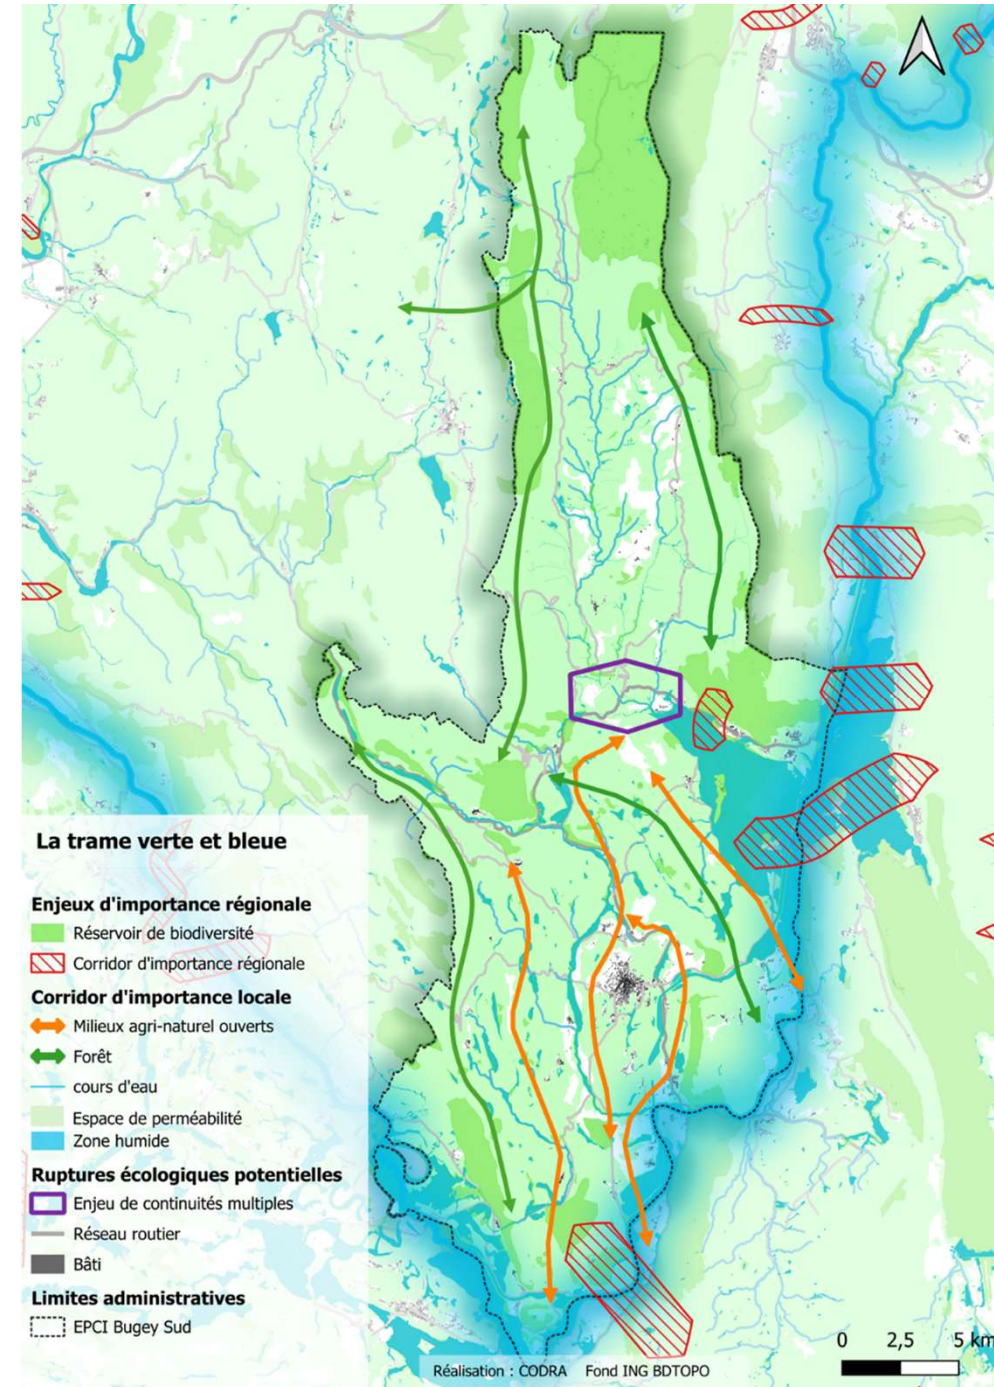 La trame verte et bleue
Enjeux d'importance régionale
Réservoir de biodiversité
Corridor d'importance régionale
Corridor d'importance locale
Milieux agri-naturel ouverts
Forêt
cours d'eau
Espace de perméabilité
Zone humide
Ruptures écologiques potentielles
Enjeu de continuités multiples
Réseau routier
Bâti
Limites administratives
EPCI Bugey Sud
0 2,5 5 km
Réalisation : CODRA Fond ING BDTOPO